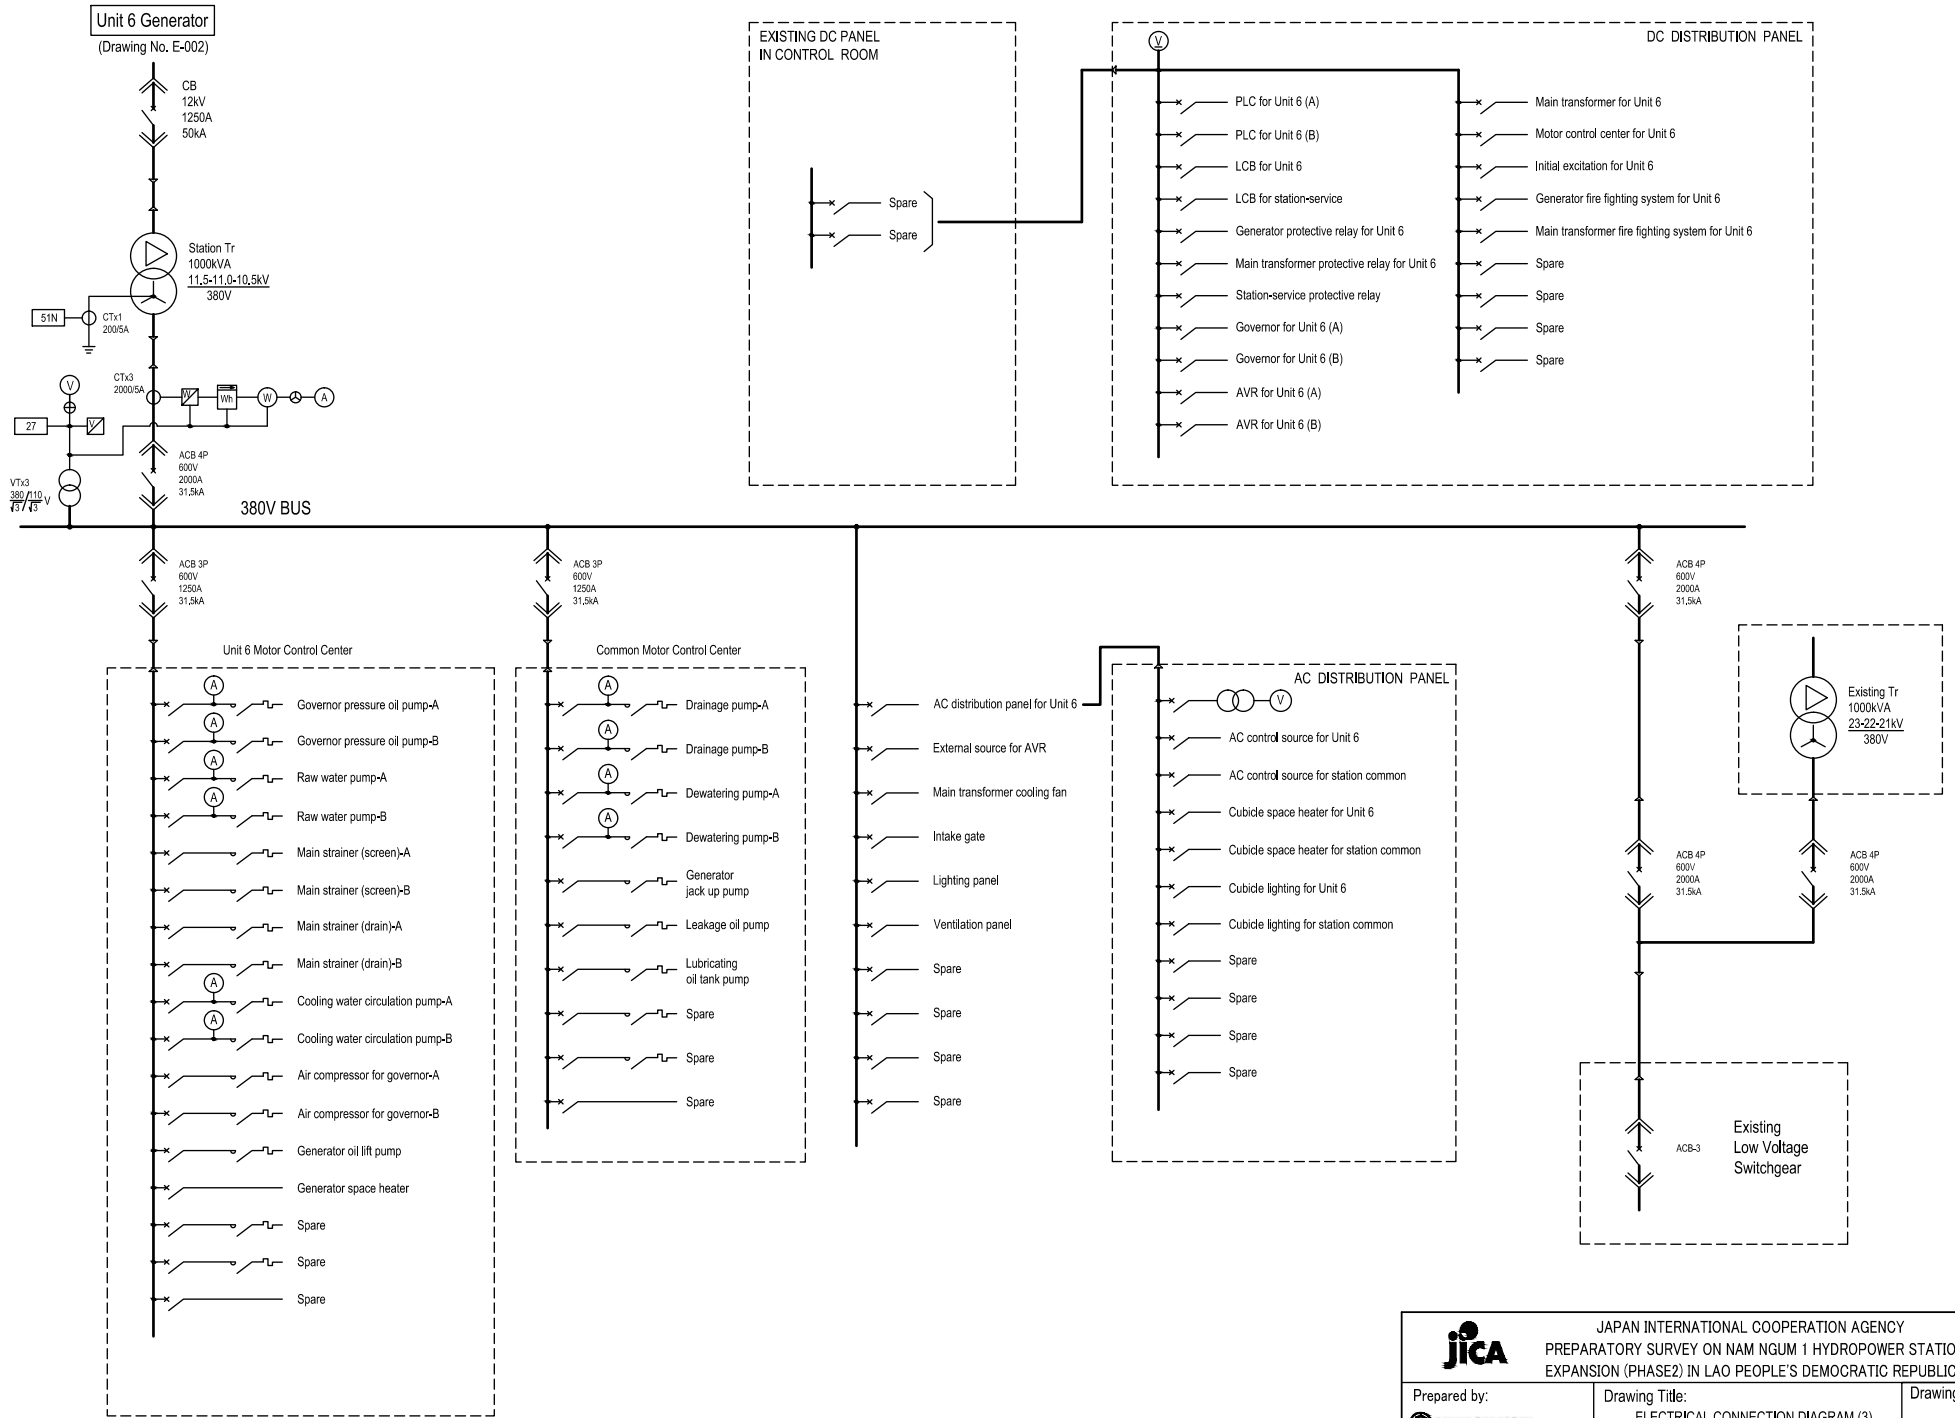 Unit 6 Generator
(Drawing No. E-002)
CB
12kV
1250A
50kA
Station Tr
1000kVA
11.5-11.0-10.5kV
380V
51N
CTx1
200/5A
CTx3
2000/5A
V
W
Wh
W
A
27
V
ACB 4P
600V
2000A
31.5kA
VTx3
380/√3 / 110/√3 V
380V BUS
EXISTING DC PANEL
IN CONTROL ROOM
Spare
Spare
DC DISTRIBUTION PANEL
V
PLC for Unit 6 (A)
PLC for Unit 6 (B)
LCB for Unit 6
LCB for station-service
Generator protective relay for Unit 6
Main transformer protective relay for Unit 6
Station-service protective relay
Governor for Unit 6 (A)
Governor for Unit 6 (B)
AVR for Unit 6 (A)
AVR for Unit 6 (B)
Main transformer for Unit 6
Motor control center for Unit 6
Initial excitation for Unit 6
Generator fire fighting system for Unit 6
Main transformer fire fighting system for Unit 6
Spare
Spare
Spare
Spare
ACB 3P
600V
1250A
31.5kA
Unit 6 Motor Control Center
A
Governor pressure oil pump-A
A
Governor pressure oil pump-B
A
Raw water pump-A
A
Raw water pump-B
Main strainer (screen)-A
Main strainer (screen)-B
Main strainer (drain)-A
Main strainer (drain)-B
A
Cooling water circulation pump-A
A
Cooling water circulation pump-B
Air compressor for governor-A
Air compressor for governor-B
Generator oil lift pump
Generator space heater
Spare
Spare
Spare
ACB 3P
600V
1250A
31.5kA
Common Motor Control Center
A
Drainage pump-A
A
Drainage pump-B
A
Dewatering pump-A
A
Dewatering pump-B
Generator
jack up pump
Leakage oil pump
Lubricating
oil tank pump
Spare
Spare
Spare
AC distribution panel for Unit 6
External source for AVR
Main transformer cooling fan
Intake gate
Lighting panel
Ventilation panel
Spare
Spare
Spare
Spare
AC DISTRIBUTION PANEL
V
AC control source for Unit 6
AC control source for station common
Cubicle space heater for Unit 6
Cubicle space heater for station common
Cubicle lighting for Unit 6
Cubicle lighting for station common
Spare
Spare
Spare
Spare
ACB 4P
600V
2000A
31.5kA
Existing Tr
1000kVA
23-22-21kV
380V
ACB 4P
600V
2000A
31.5kA
ACB 4P
600V
2000A
31.5kA
ACB-3
Existing
Low Voltage
Switchgear
jica
JAPAN INTERNATIONAL COOPERATION AGENCY
PREPARATORY SURVEY ON NAM NGUM 1 HYDROPOWER STATIO
EXPANSION (PHASE2) IN LAO PEOPLE'S DEMOCRATIC REPUBLIC
Prepared by:
Drawing Title:
Drawing
ELECTRICAL CONNECTION DIAGRAM (3)